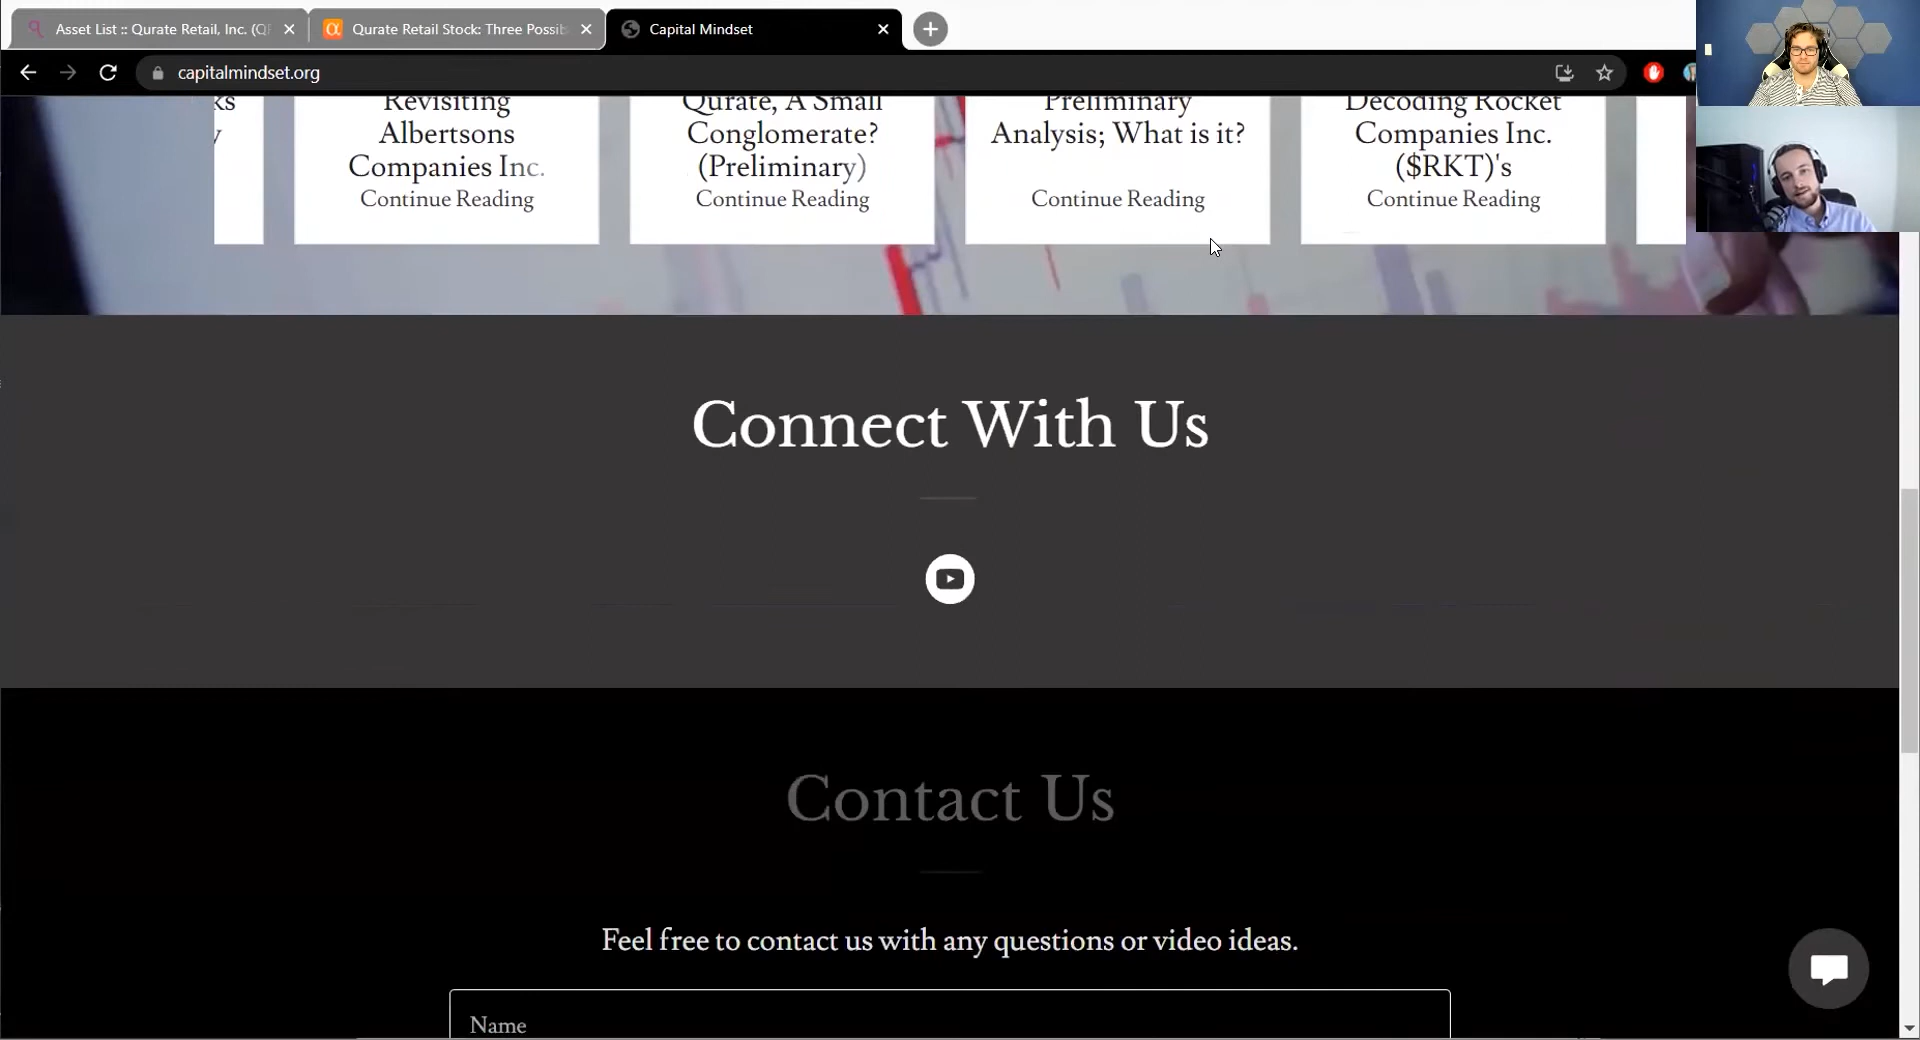 Asset List :: Qurate Retail, Inc. (Q
Qurate Retail Stock: Three Possib
Capital Mindset
capitalmindset.org
ks
y
Revisiting
Albertsons
Companies Inc.
Continue Reading
Qurate, A Small
Conglomerate?
(Preliminary)
Continue Reading
Preliminary
Analysis; What is it?
Continue Reading
Decoding Rocket
Companies Inc.
($RKT)'s
Continue Reading
Connect With Us
Contact Us
Feel free to contact us with any questions or video ideas.
Name